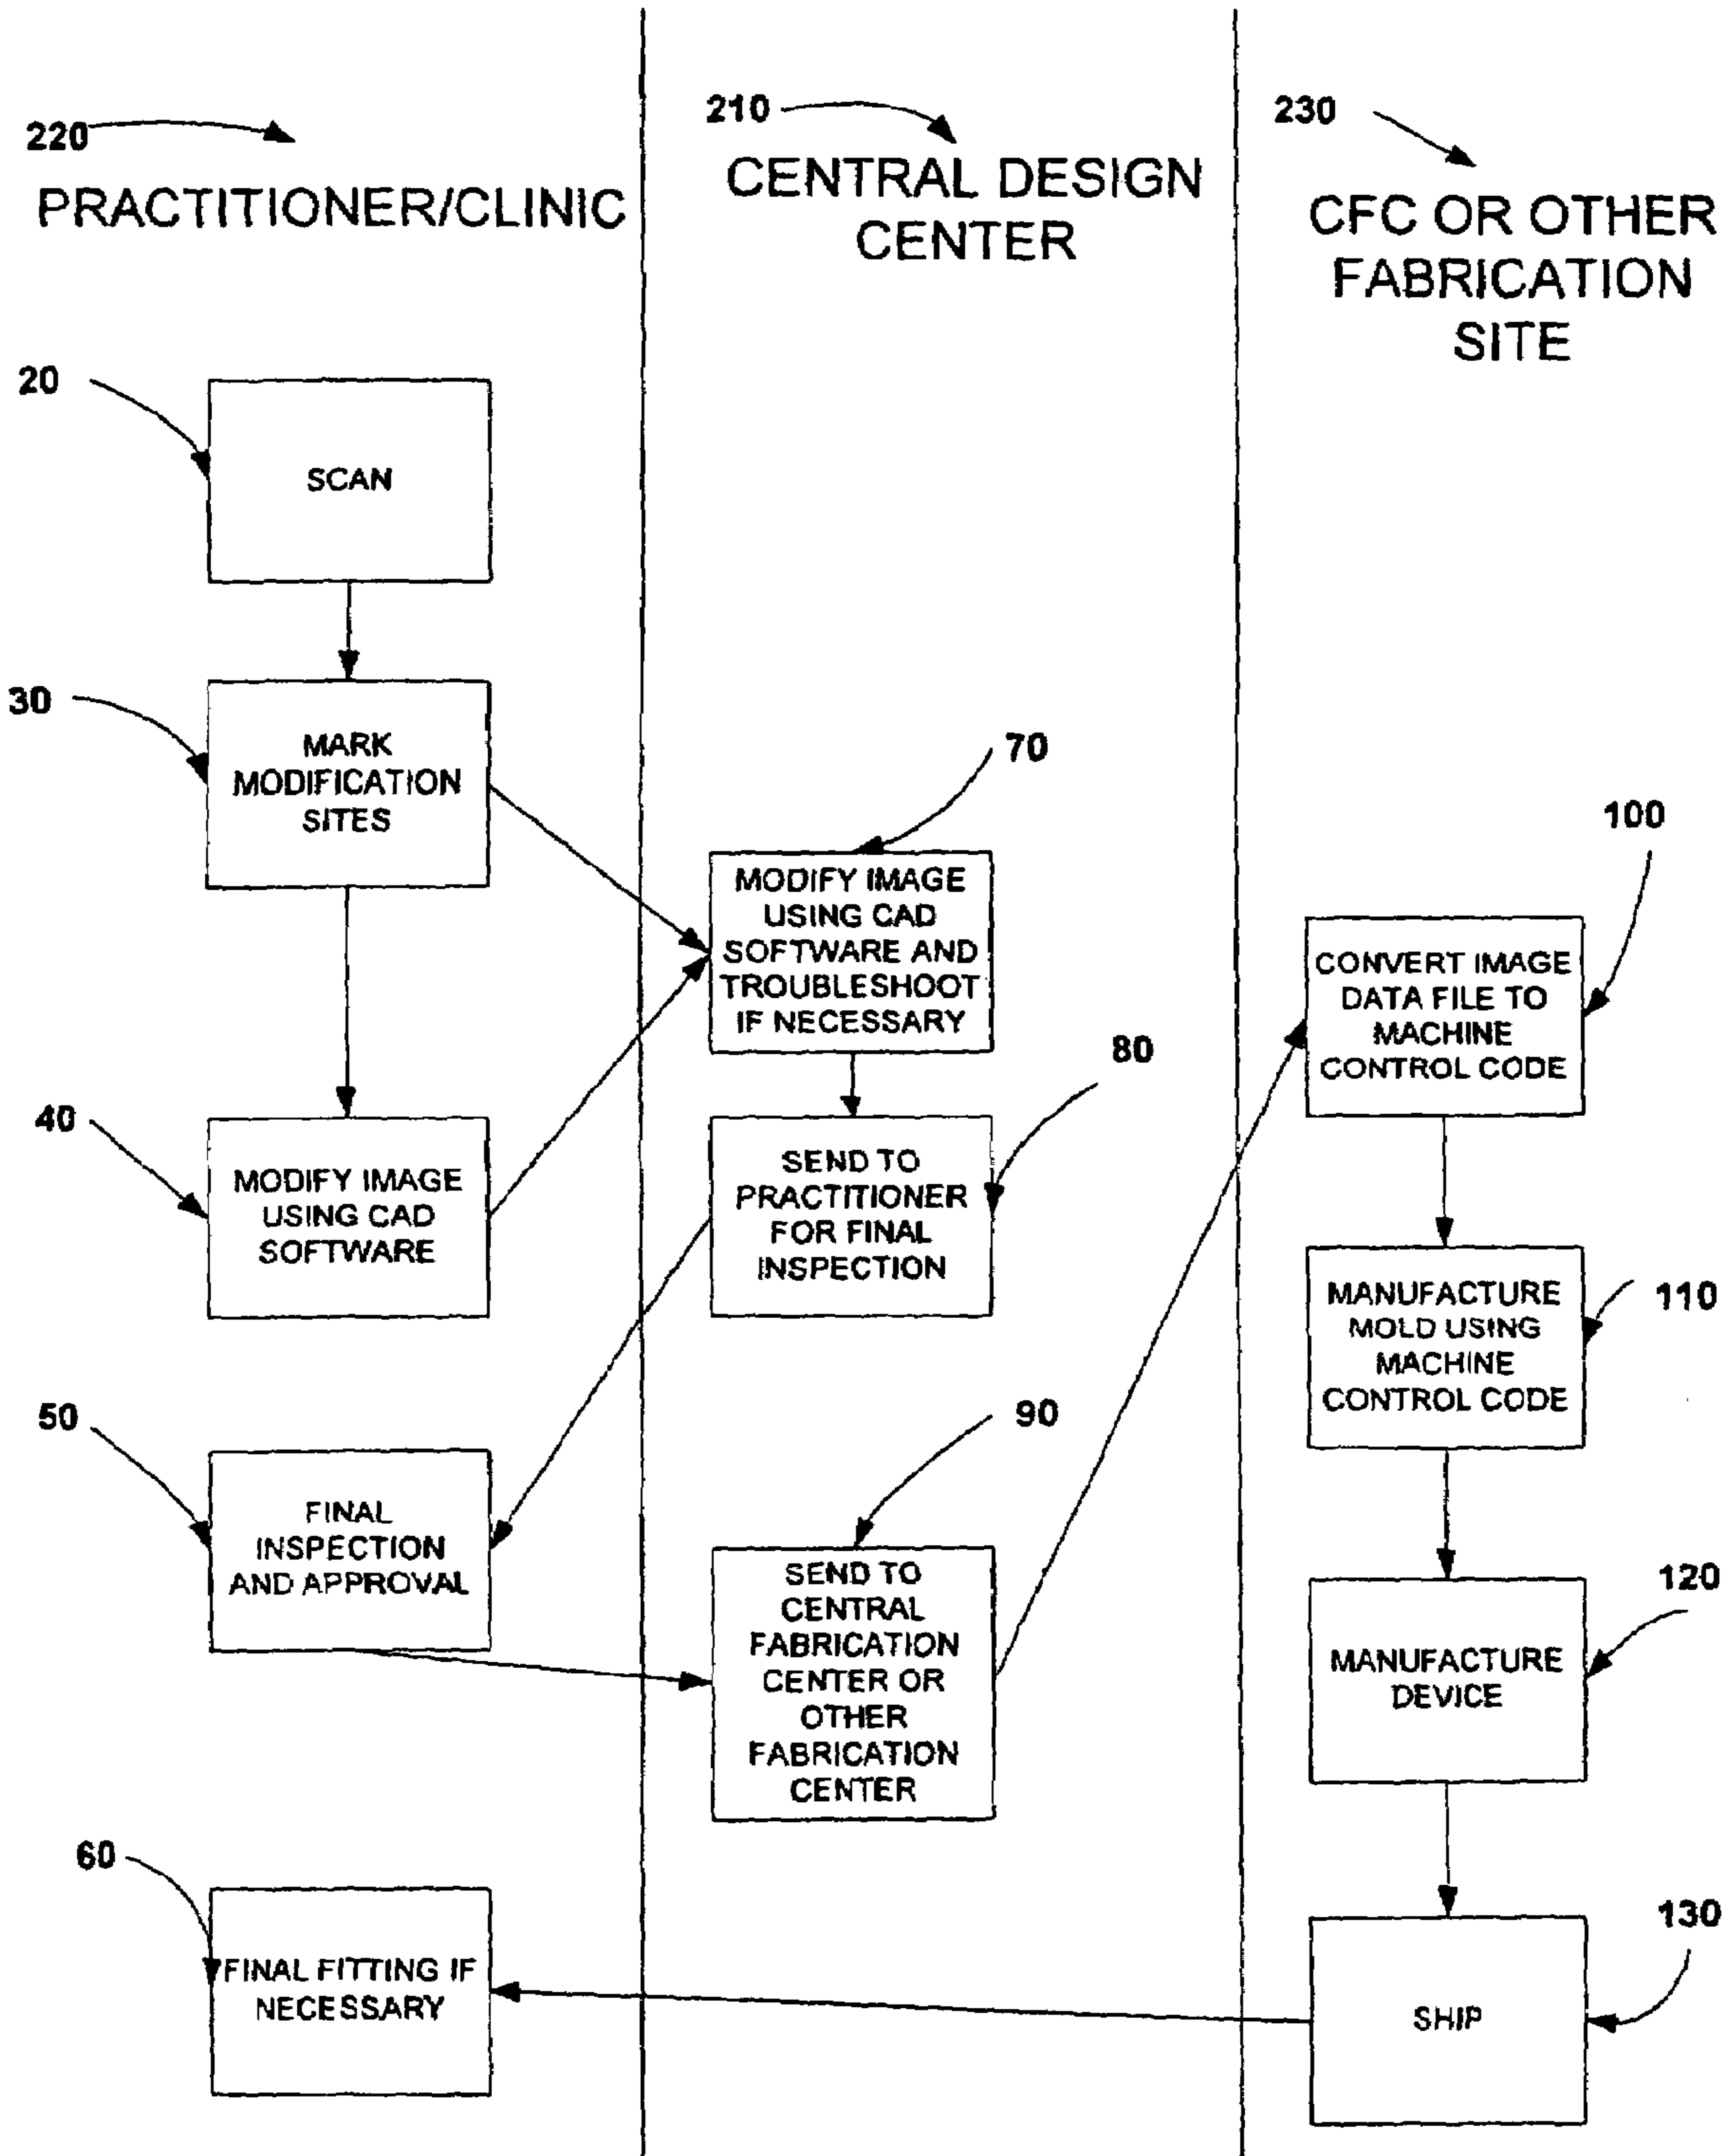 220
PRACTITIONER/CLINIC
210
CENTRAL DESIGN
CENTER
230
CFC OR OTHER
FABRICATION
SITE
20
SCAN
30
MARK
MODIFICATION
SITES
40
MODIFY IMAGE
USING CAD
SOFTWARE
50
FINAL
INSPECTION
AND APPROVAL
60
FINAL FITTING IF
NECESSARY
70
MODIFY IMAGE
USING CAD
SOFTWARE AND
TROUBLESHOOT
IF NECESSARY
80
SEND TO
PRACTITIONER
FOR FINAL
INSPECTION
90
SEND TO
CENTRAL
FABRICATION
CENTER OR
OTHER
FABRICATION
CENTER
100
CONVERT IMAGE
DATA FILE TO
MACHINE
CONTROL CODE
110
MANUFACTURE
MOLD USING
MACHINE
CONTROL CODE
120
MANUFACTURE
DEVICE
130
SHIP